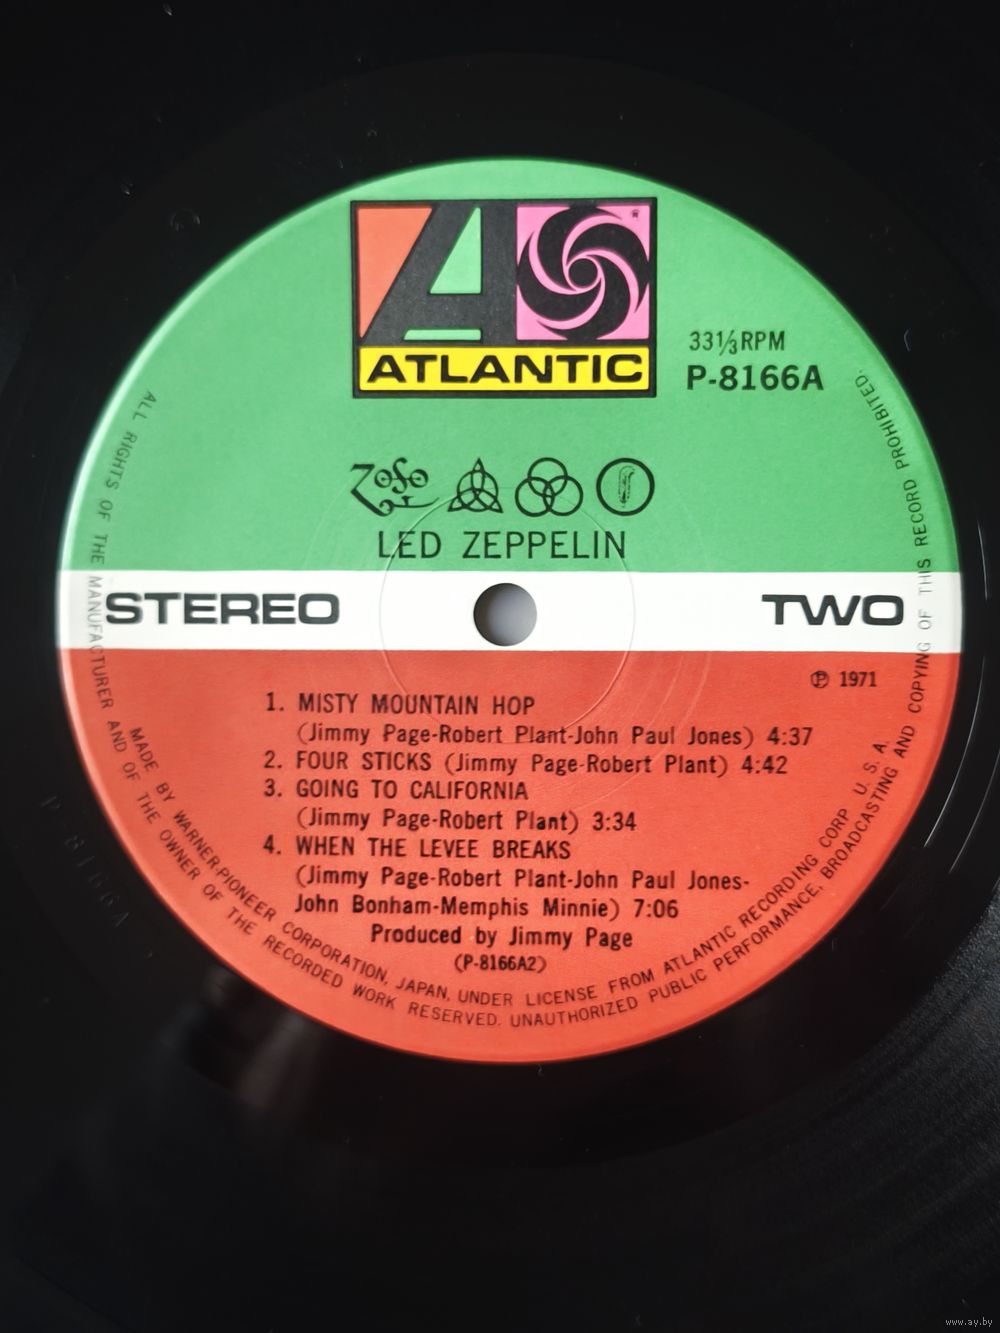 ATLANTIC
®
33⅓ RPM
P-8166A
LED ZEPPELIN
STEREO
TWO
℗ 1971
1. MISTY MOUNTAIN HOP
(Jimmy Page-Robert Plant-John Paul Jones) 4:37
2. FOUR STICKS (Jimmy Page-Robert Plant) 4:42
3. GOING TO CALIFORNIA
(Jimmy Page-Robert Plant) 3:34
4. WHEN THE LEVEE BREAKS
(Jimmy Page-Robert Plant-John Paul Jones-
John Bonham-Memphis Minnie) 7:06
Produced by Jimmy Page
(P-8166A2)
MADE BY WARNER-PIONEER CORPORATION, JAPAN, UNDER LICENSE FROM ATLANTIC RECORDING CORP. U. S. A.
ALL RIGHTS OF THE MANUFACTURER AND OF THE OWNER OF THE RECORDED WORK RESERVED. UNAUTHORIZED PUBLIC PERFORMANCE, BROADCASTING AND COPYING OF THIS RECORD PROHIBITED.
P-8166A
www.ay.by